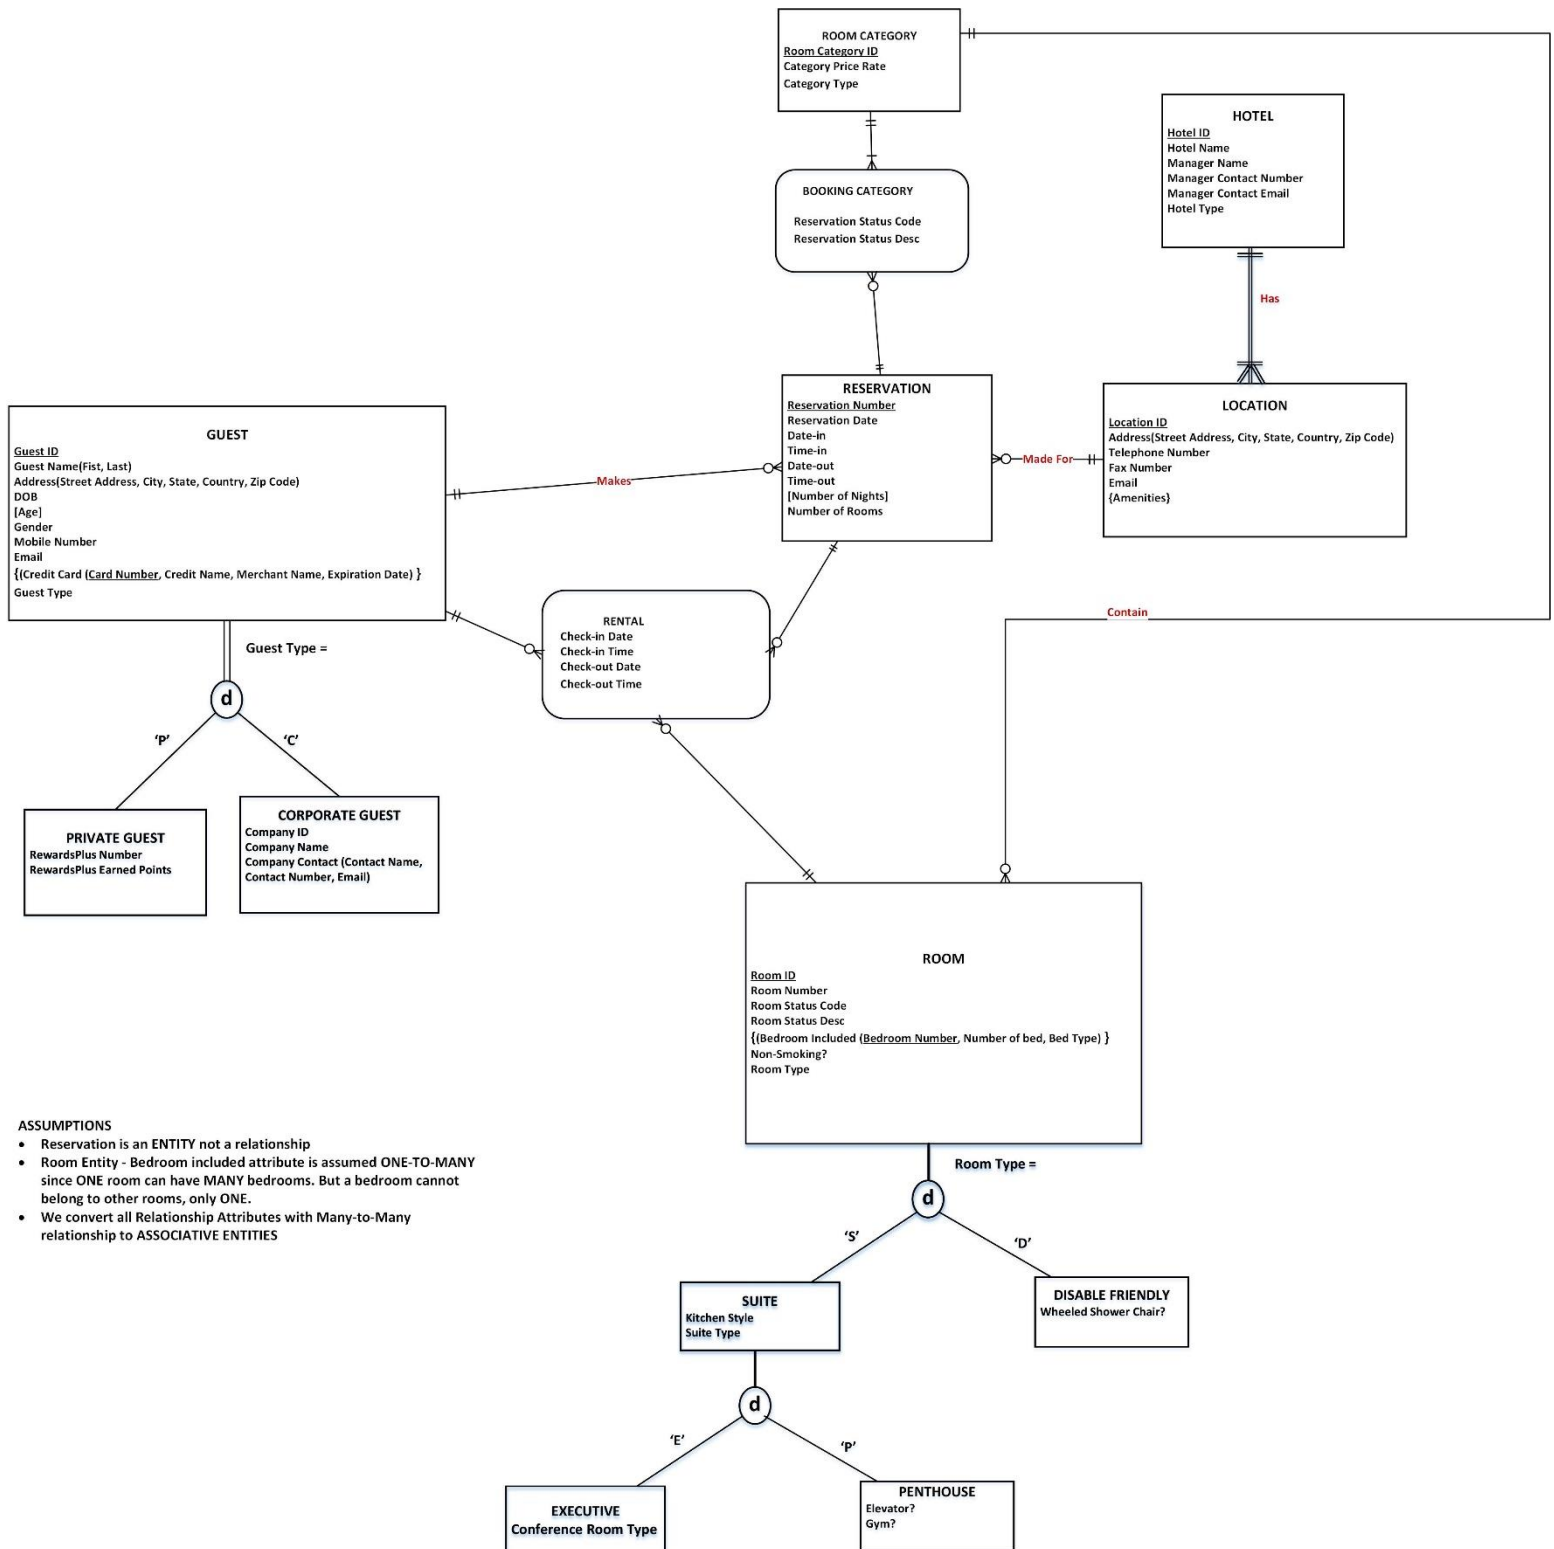 ROOM CATEGORY
Room Category ID
Category Price Rate
Category Type
HOTEL
Hotel ID
Hotel Name
Manager Name
Manager Contact Number
Manager Contact Email
Hotel Type
BOOKING CATEGORY
Reservation Status Code
Reservation Status Desc
Has
RESERVATION
Reservation Number
Reservation Date
Date-in
Time-in
Date-out
Time-out
[Number of Nights]
Number of Rooms
Made For
LOCATION
Location ID
Address(Street Address, City, State, Country, Zip Code)
Telephone Number
Fax Number
Email
{Amenities}
GUEST
Guest ID
Guest Name(Fist, Last)
Address(Street Address, City, State, Country, Zip Code)
DOB
[Age]
Gender
Mobile Number
Email
{(Credit Card (Card Number, Credit Name, Merchant Name, Expiration Date) }
Guest Type
Makes
RENTAL
Check-in Date
Check-in Time
Check-out Date
Check-out Time
Contain
Guest Type =
d
‘P’
‘C’
PRIVATE GUEST
RewardsPlus Number
RewardsPlus Earned Points
CORPORATE GUEST
Company ID
Company Name
Company Contact (Contact Name,
Contact Number, Email)
ROOM
Room ID
Room Number
Room Status Code
Room Status Desc
{(Bedroom Included (Bedroom Number, Number of bed, Bed Type) }
Non-Smoking?
Room Type
ASSUMPTIONS
• Reservation is an ENTITY not a relationship
• Room Entity - Bedroom included attribute is assumed ONE-TO-MANY
since ONE room can have MANY bedrooms. But a bedroom cannot
belong to other rooms, only ONE.
• We convert all Relationship Attributes with Many-to-Many
relationship to ASSOCIATIVE ENTITIES
Room Type =
d
‘S’
‘D’
SUITE
Kitchen Style
Suite Type
DISABLE FRIENDLY
Wheeled Shower Chair?
d
‘E’
‘P’
EXECUTIVE
Conference Room Type
PENTHOUSE
Elevator?
Gym?